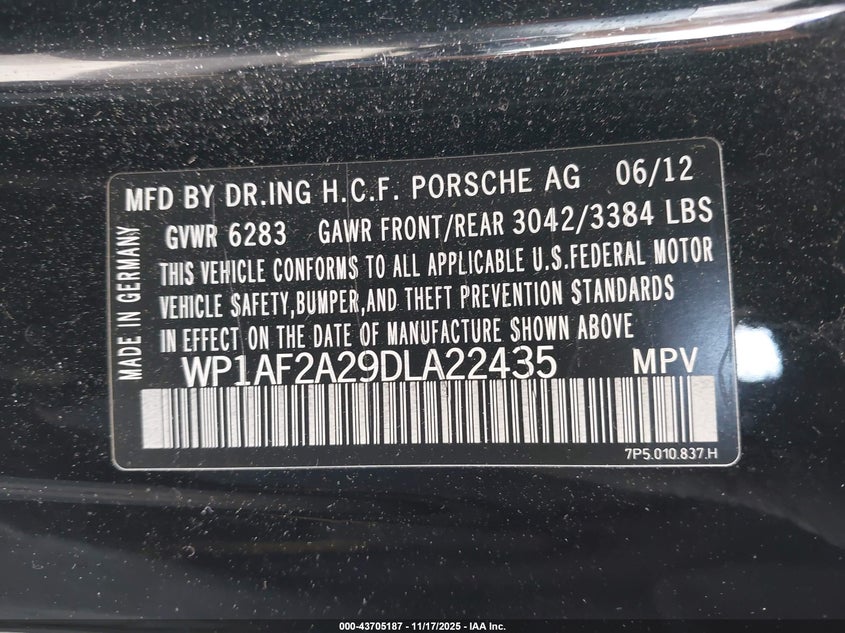 MFD BY DR.ING H.C.F. PORSCHE AG 06/12
GVWR 6283 GAWR FRONT/REAR 3042/3384 LBS
THIS VEHICLE CONFORMS TO ALL APPLICABLE U.S.FEDERAL MOTOR
VEHICLE SAFETY,BUMPER,AND THEFT PREVENTION STANDARDS
IN EFFECT ON THE DATE OF MANUFACTURE SHOWN ABOVE
WP1AF2A29DLA22435 MPV
7P5.010.837.H
MADE IN GERMANY
000-43705187 - 11/17/2025 - IAA Inc.